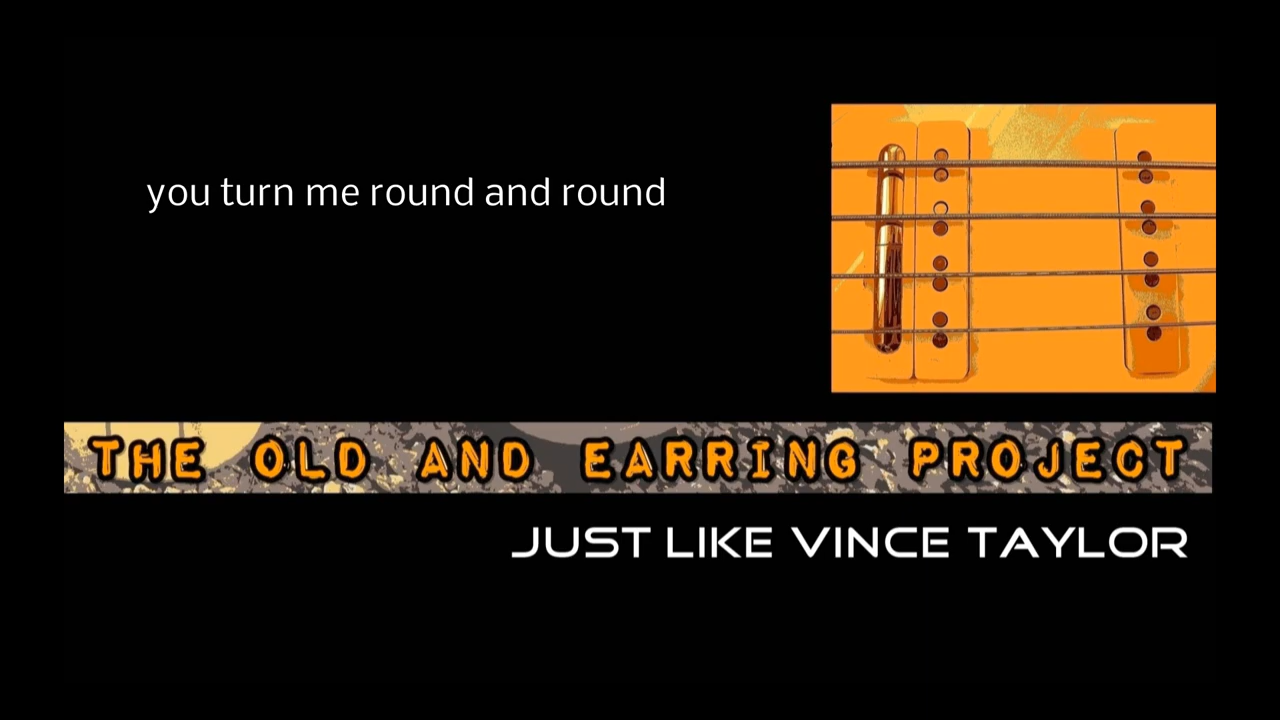 you turn me round and round
THE OLD AND EARRING PROJECT
JUST LIKE VINCE TAYLOR